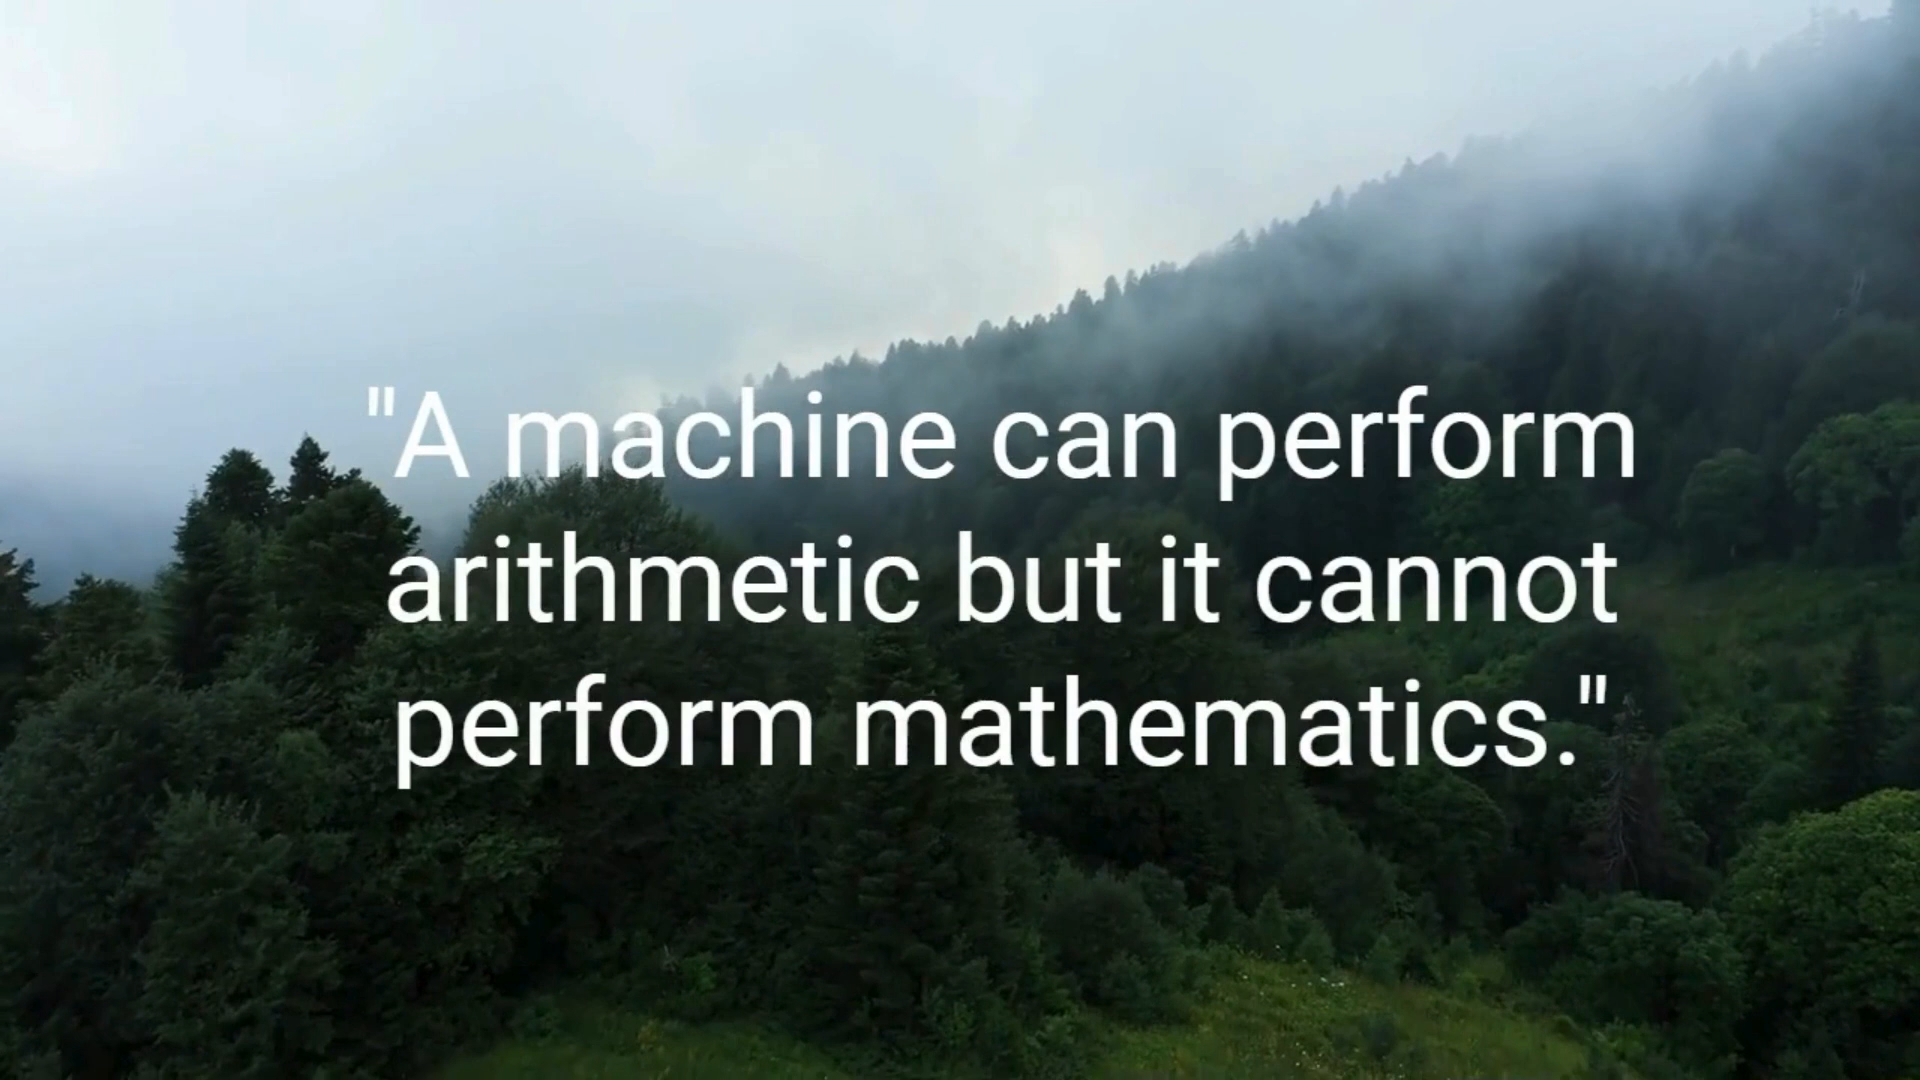 "A machine can perform
arithmetic but it cannot
perform mathematics."